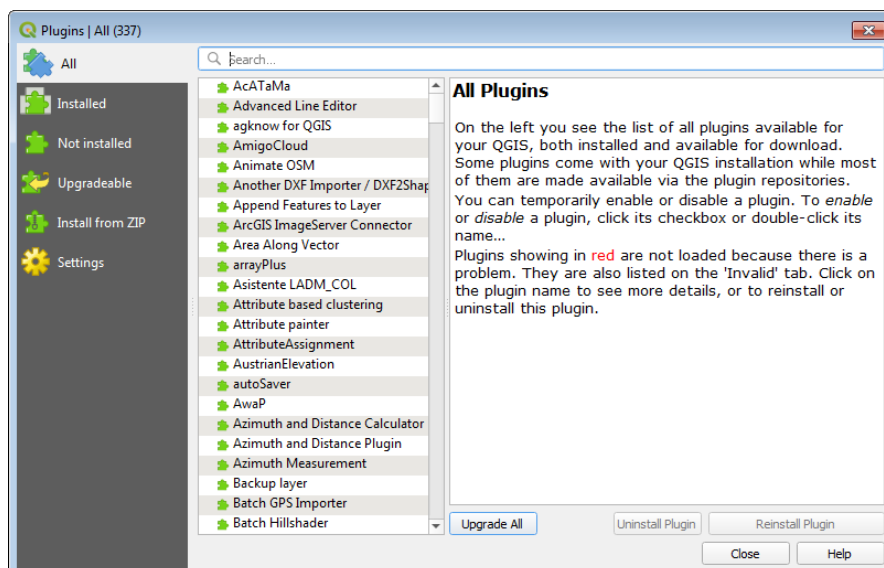 Plugins | All (337)
All
Installed
Not installed
Upgradeable
Install from ZIP
Settings
Search...
AcATaMa
Advanced Line Editor
agknow for QGIS
AmigoCloud
Animate OSM
Another DXF Importer / DXF2Shap
Append Features to Layer
ArcGIS ImageServer Connector
Area Along Vector
arrayPlus
Asistente LADM_COL
Attribute based clustering
Attribute painter
AttributeAssignment
AustrianElevation
autoSaver
AwaP
Azimuth and Distance Calculator
Azimuth and Distance Plugin
Azimuth Measurement
Backup layer
Batch GPS Importer
Batch Hillshader
All Plugins
On the left you see the list of all plugins available for
your QGIS, both installed and available for download.
Some plugins come with your QGIS installation while most
of them are made available via the plugin repositories.
You can temporarily enable or disable a plugin. To enable
or disable a plugin, click its checkbox or double-click its
name...
Plugins showing in red are not loaded because there is a
problem. They are also listed on the 'Invalid' tab. Click on
the plugin name to see more details, or to reinstall or
uninstall this plugin.
Upgrade All
Uninstall Plugin
Reinstall Plugin
Close
Help